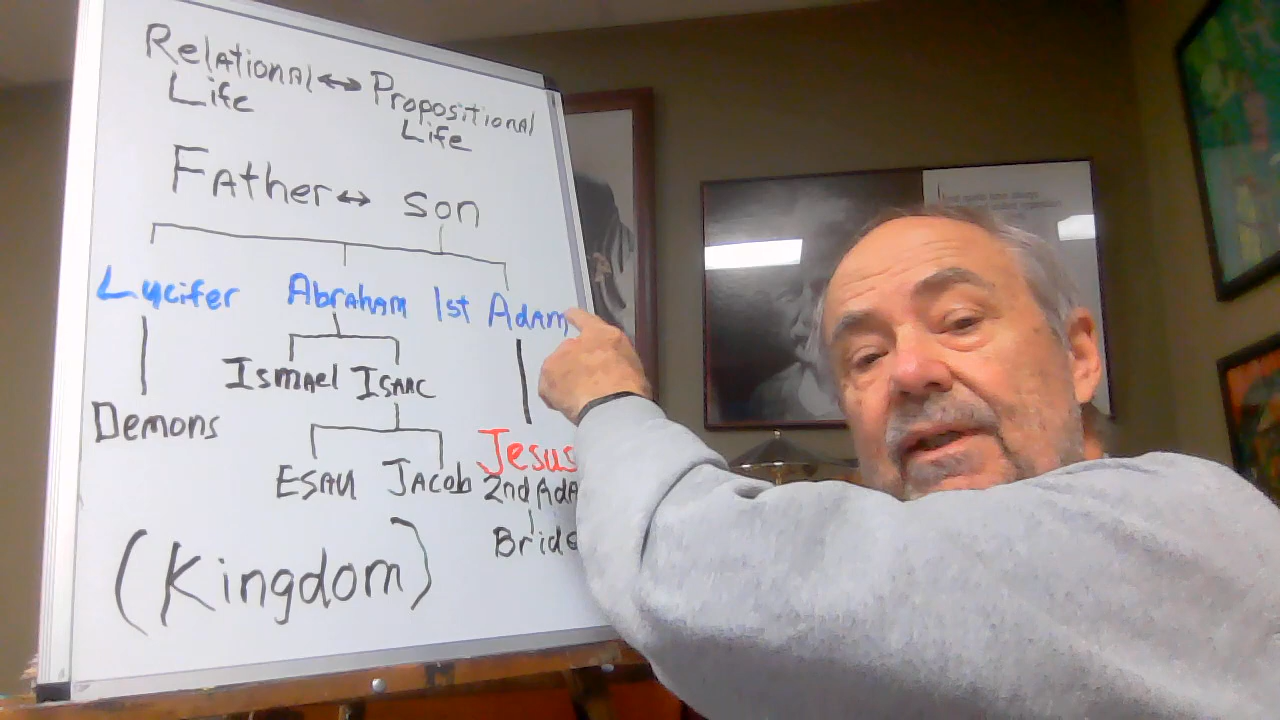 Relational ↔ Propositional
Life Life
Father ↔ son
Lucifer Abraham 1st Adam
Ismael Isaac
Demons
Esau Jacob
Jesus
2nd Ada
Bride
(Kingdom)